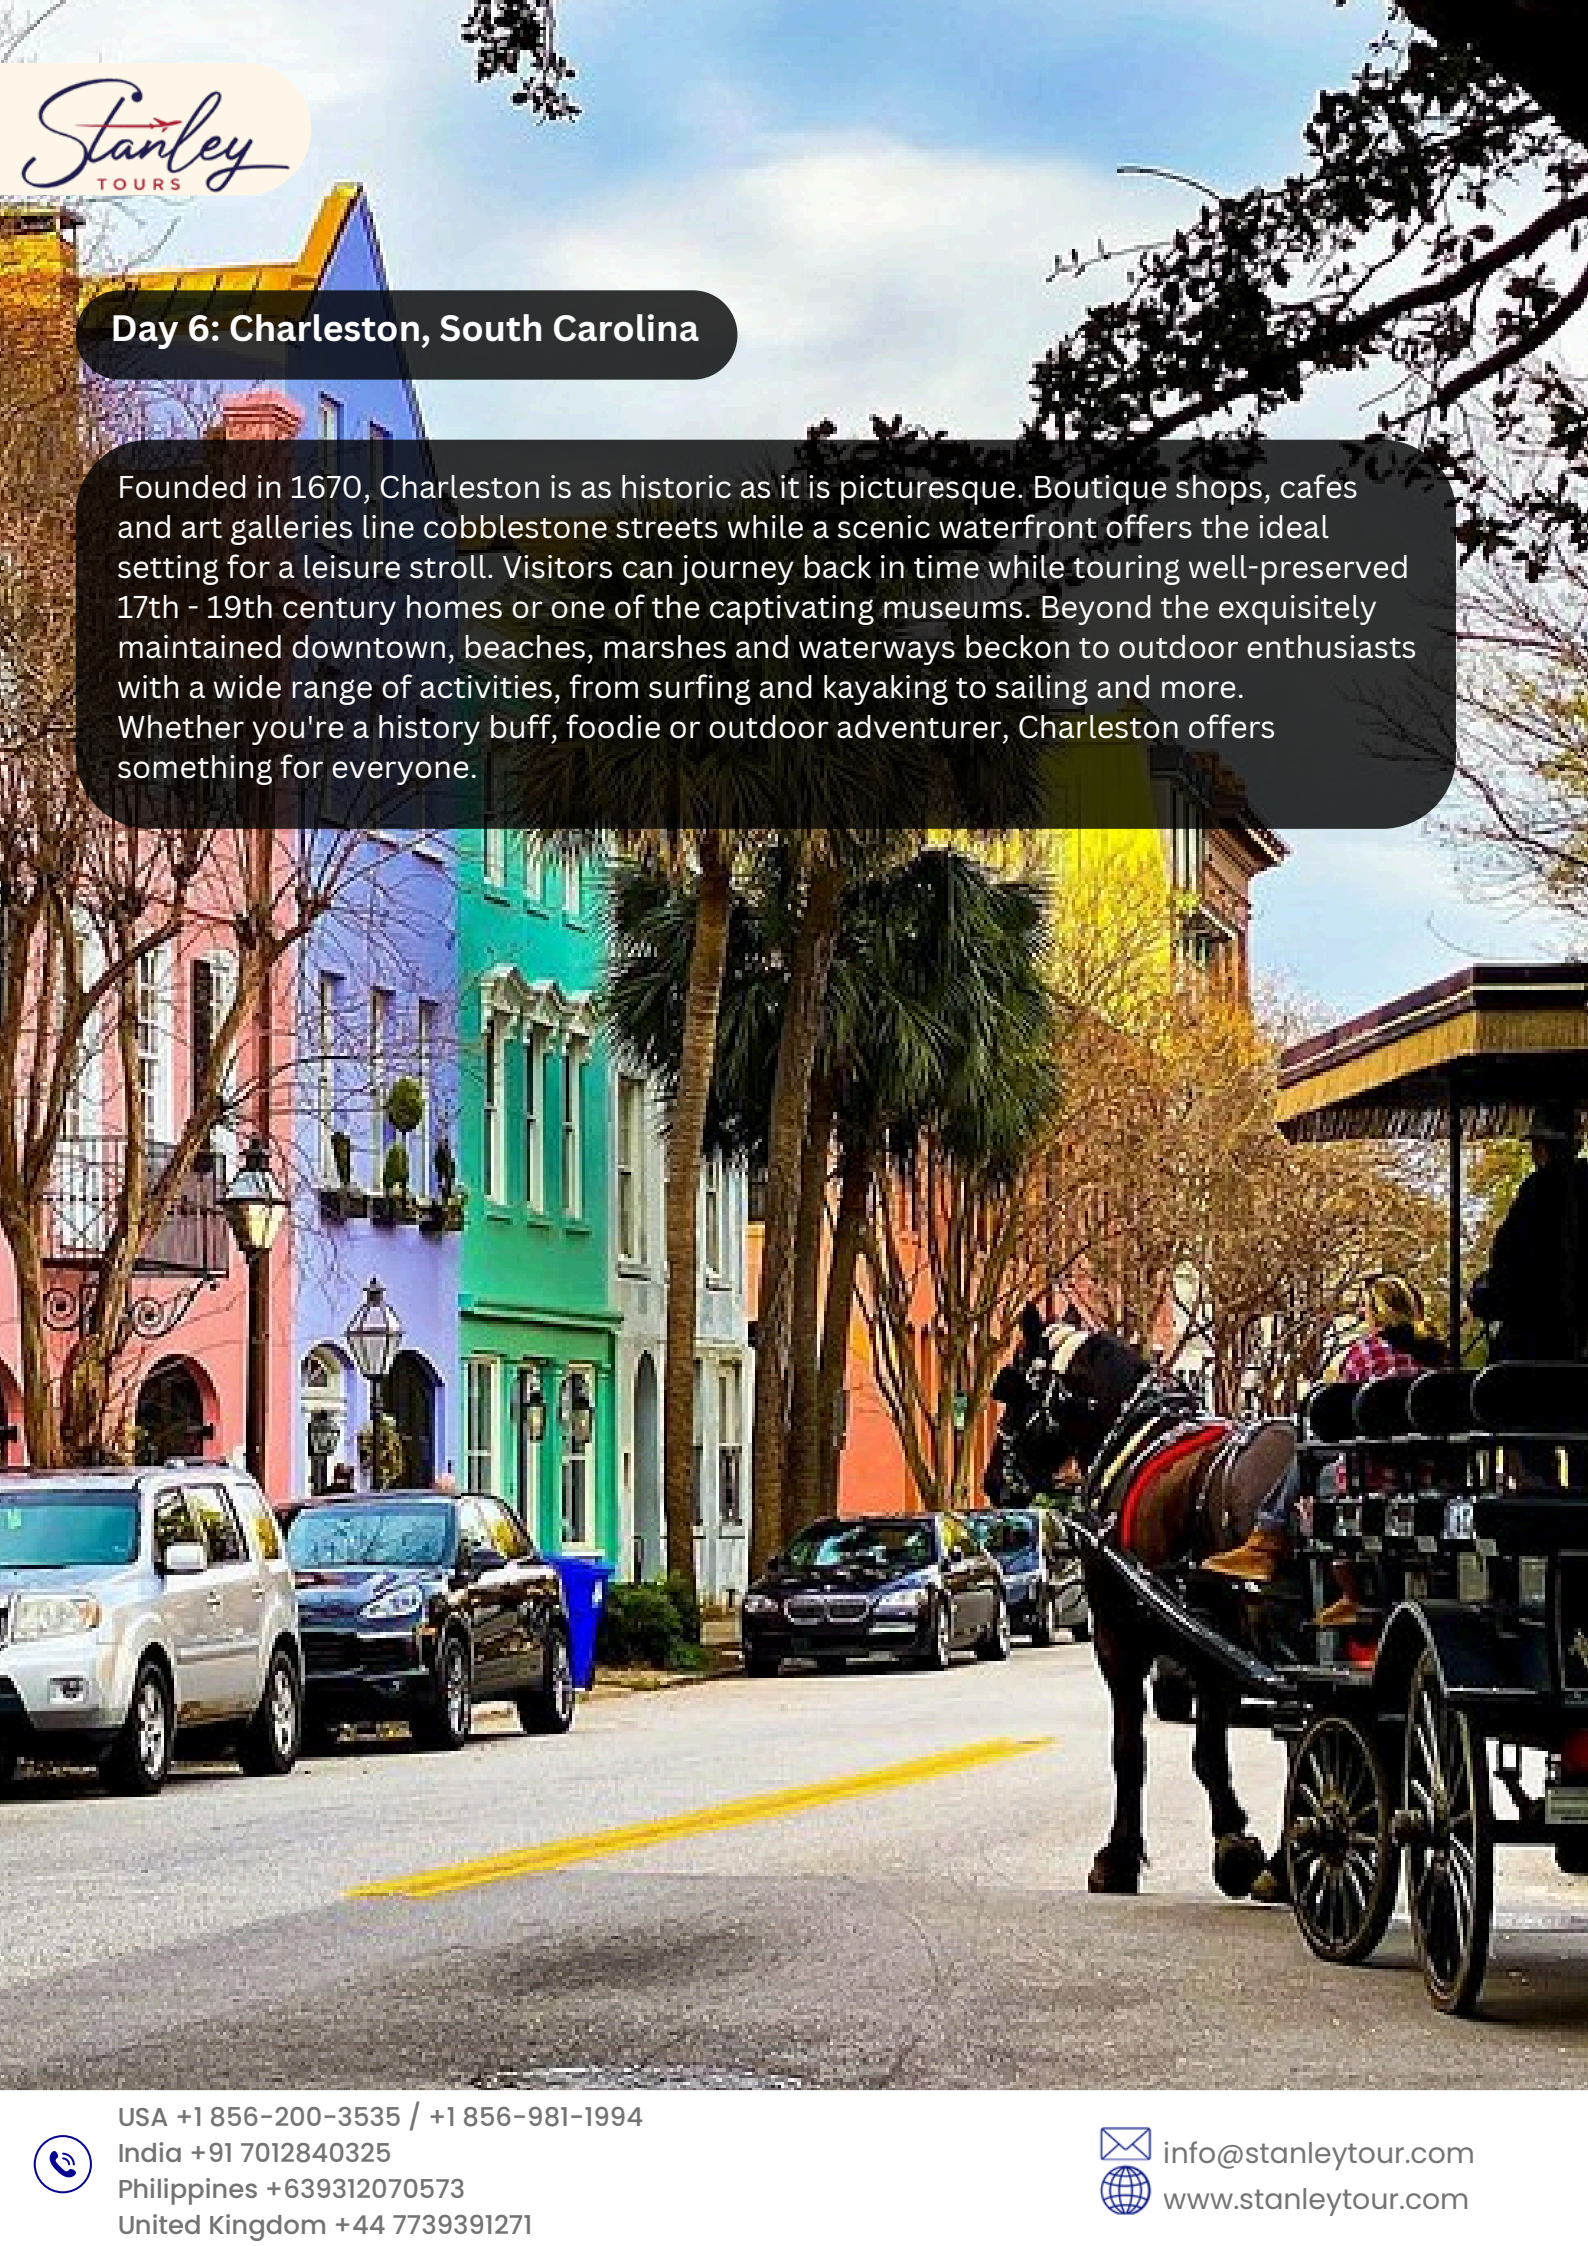 Stanley
TOURS
Day 6: Charleston, South Carolina
Founded in 1670, Charleston is as historic as it is picturesque. Boutique shops, cafes
and art galleries line cobblestone streets while a scenic waterfront offers the ideal
setting for a leisure stroll. Visitors can journey back in time while touring well-preserved
17th - 19th century homes or one of the captivating museums. Beyond the exquisitely
maintained downtown, beaches, marshes and waterways beckon to outdoor enthusiasts
with a wide range of activities, from surfing and kayaking to sailing and more.
Whether you're a history buff, foodie or outdoor adventurer, Charleston offers
something for everyone.
USA +1 856-200-3535 / +1 856-981-1994
India +91 7012840325
Philippines +639312070573
United Kingdom +44 7739391271
info@stanleytour.com
www.stanleytour.com